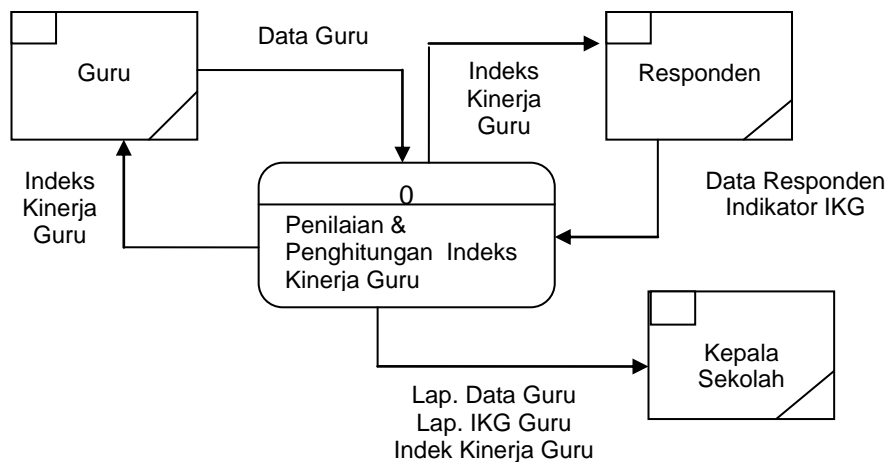 Guru
Data Guru
Indeks
Kinerja
Guru
Responden
Indeks
Kinerja
Guru
0
Penilaian &
Penghitungan Indeks
Kinerja Guru
Data Responden
Indikator IKG
Kepala
Sekolah
Lap. Data Guru
Lap. IKG Guru
Indek Kinerja Guru